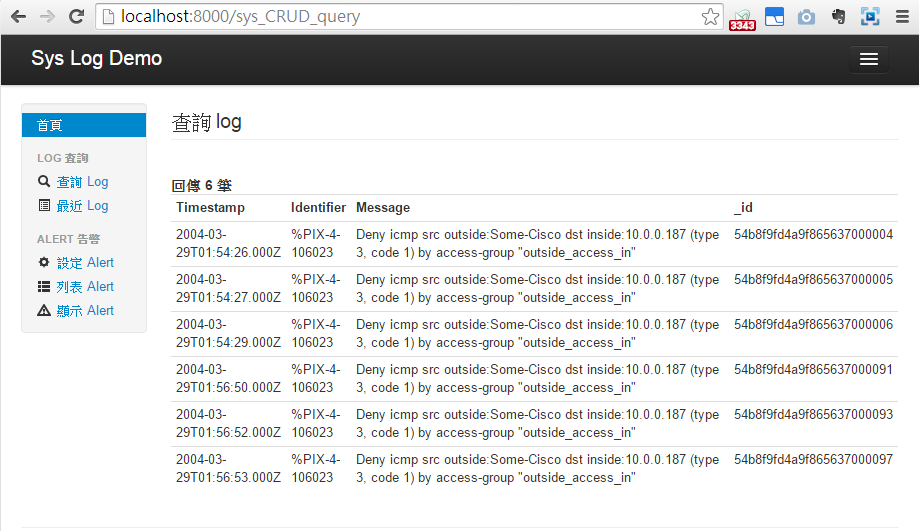 localhost:8000/sys_CRUD_query
3343
Sys Log Demo
首頁
LOG 查詢
查詢 Log
最近 Log
ALERT 告警
設定 Alert
列表 Alert
顯示 Alert
查詢 log
回傳 6 筆
Timestamp Identifier Message _id
2004-03- %PIX-4- Deny icmp src outside:Some-Cisco dst inside:10.0.0.187 (type 54b8f9fd4a9f865637000004
29T01:54:26.000Z 106023 3, code 1) by access-group "outside_access_in"
2004-03- %PIX-4- Deny icmp src outside:Some-Cisco dst inside:10.0.0.187 (type 54b8f9fd4a9f865637000005
29T01:54:27.000Z 106023 3, code 1) by access-group "outside_access_in"
2004-03- %PIX-4- Deny icmp src outside:Some-Cisco dst inside:10.0.0.187 (type 54b8f9fd4a9f865637000006
29T01:54:29.000Z 106023 3, code 1) by access-group "outside_access_in"
2004-03- %PIX-4- Deny icmp src outside:Some-Cisco dst inside:10.0.0.187 (type 54b8f9fd4a9f865637000091
29T01:56:50.000Z 106023 3, code 1) by access-group "outside_access_in"
2004-03- %PIX-4- Deny icmp src outside:Some-Cisco dst inside:10.0.0.187 (type 54b8f9fd4a9f865637000093
29T01:56:52.000Z 106023 3, code 1) by access-group "outside_access_in"
2004-03- %PIX-4- Deny icmp src outside:Some-Cisco dst inside:10.0.0.187 (type 54b8f9fd4a9f865637000097
29T01:56:53.000Z 106023 3, code 1) by access-group "outside_access_in"